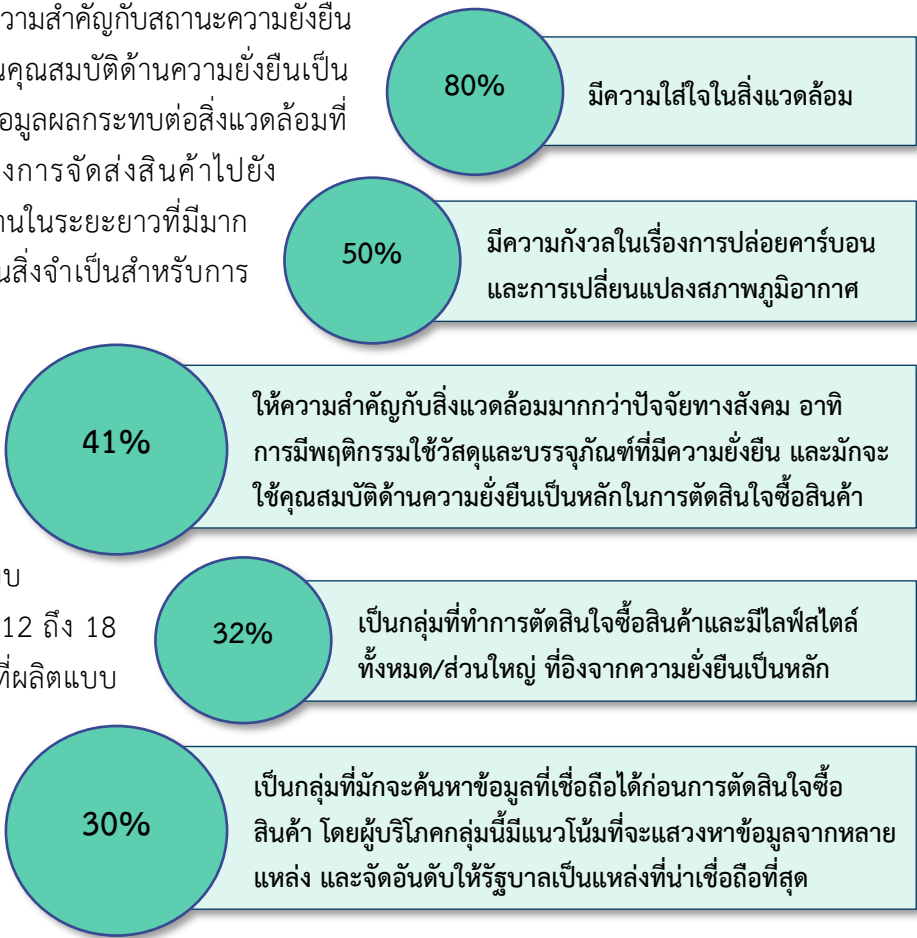 วามสำคัญกับสถานะความยั่งยืน
คุณสมบัติด้านความยั่งยืนเป็น
อมูลผลกระทบต่อสิ่งแวดล้อมที่
งการจัดส่งสินค้าไปยัง
านในระยะยาวที่มีมาก
นสิ่งจำเป็นสำหรับการ
80%
มีความใส่ใจในสิ่งแวดล้อม
50%
มีความกังวลในเรื่องการปล่อยคาร์บอน
และการเปลี่ยนแปลงสภาพภูมิอากาศ
41%
ให้ความสำคัญกับสิ่งแวดล้อมมากกว่าปัจจัยทางสังคม อาทิ
การมีพฤติกรรมใช้วัสดุและบรรจุภัณฑ์ที่มีความยั่งยืน และมักจะ
ใช้คุณสมบัติด้านความยั่งยืนเป็นหลักในการตัดสินใจซื้อสินค้า
บ
12 ถึง 18
ที่ผลิตแบบ
32%
เป็นกลุ่มที่ทำการตัดสินใจซื้อสินค้าและมีไลฟ์สไตล์
ทั้งหมด/ส่วนใหญ่ ที่อิงจากความยั่งยืนเป็นหลัก
30%
เป็นกลุ่มที่มักจะค้นหาข้อมูลที่เชื่อถือได้ก่อนการตัดสินใจซื้อ
สินค้า โดยผู้บริโภคกลุ่มนี้มีแนวโน้มที่จะแสวงหาข้อมูลจากหลาย
แหล่ง และจัดอันดับให้รัฐบาลเป็นแหล่งที่น่าเชื่อถือที่สุด